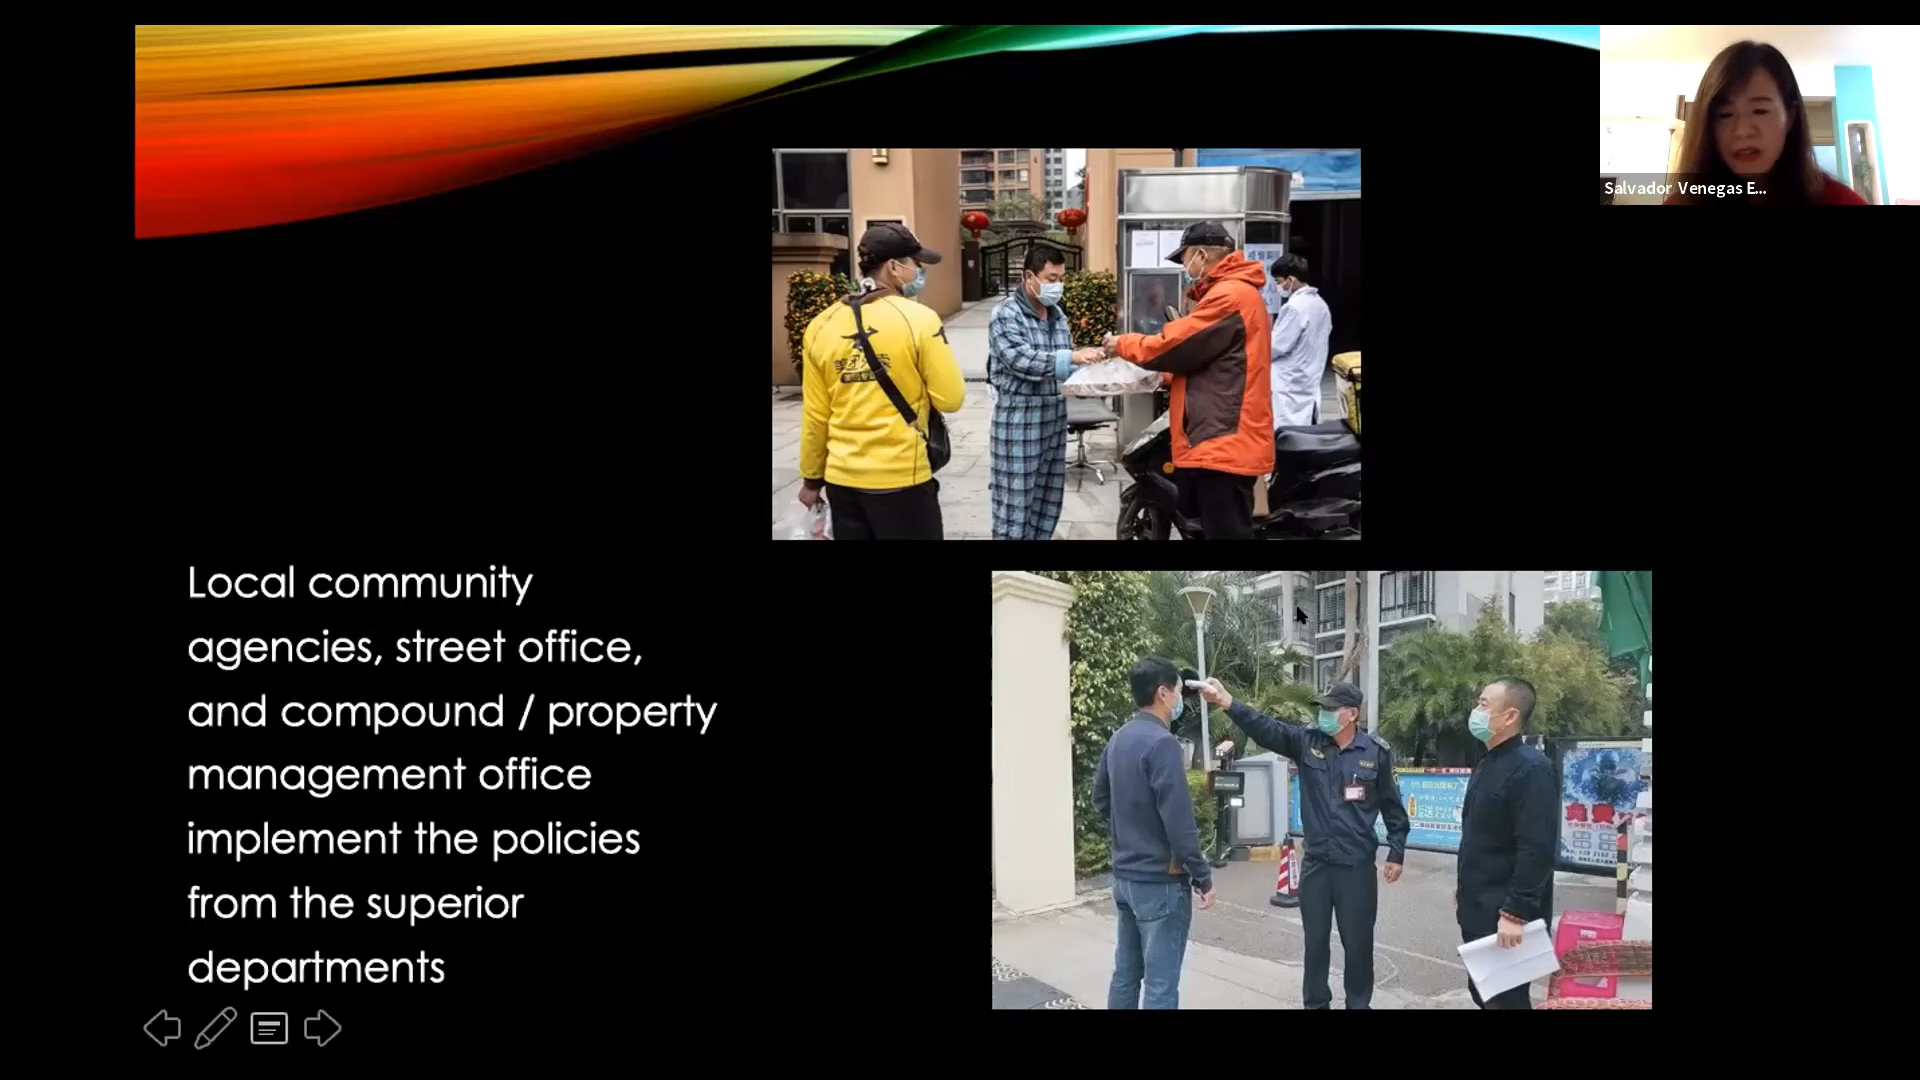 Salvador Venegas E...
Local community
agencies, street office,
and compound / property
management office
implement the policies
from the superior
departments